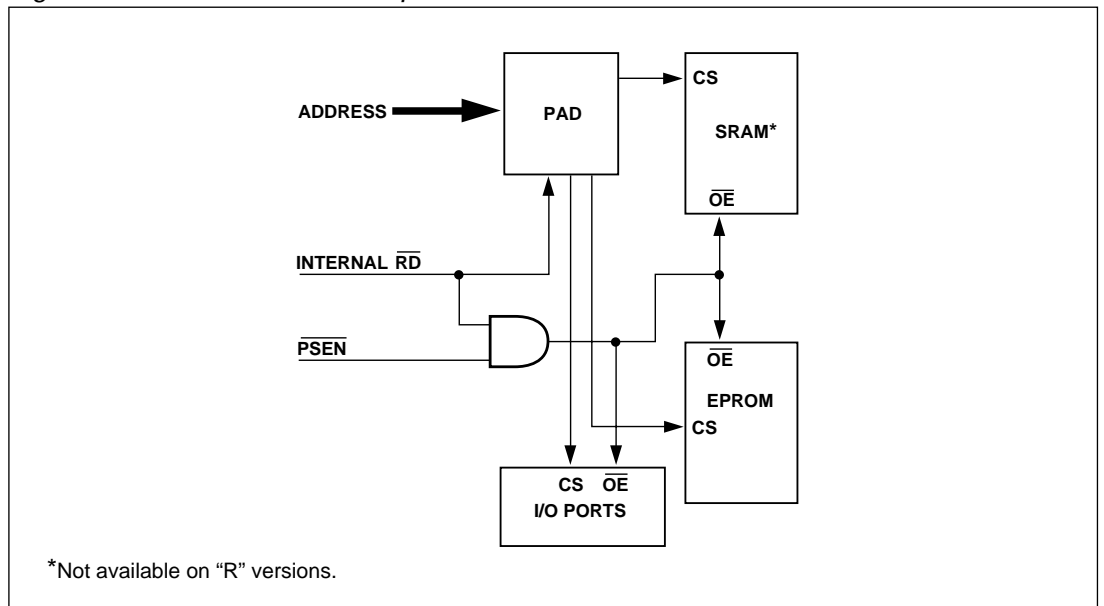 CS
ADDRESS
PAD
SRAM*
OE
INTERNAL RD
PSEN
OE
EPROM
CS
CS OE
I/O PORTS
*Not available on “R” versions.